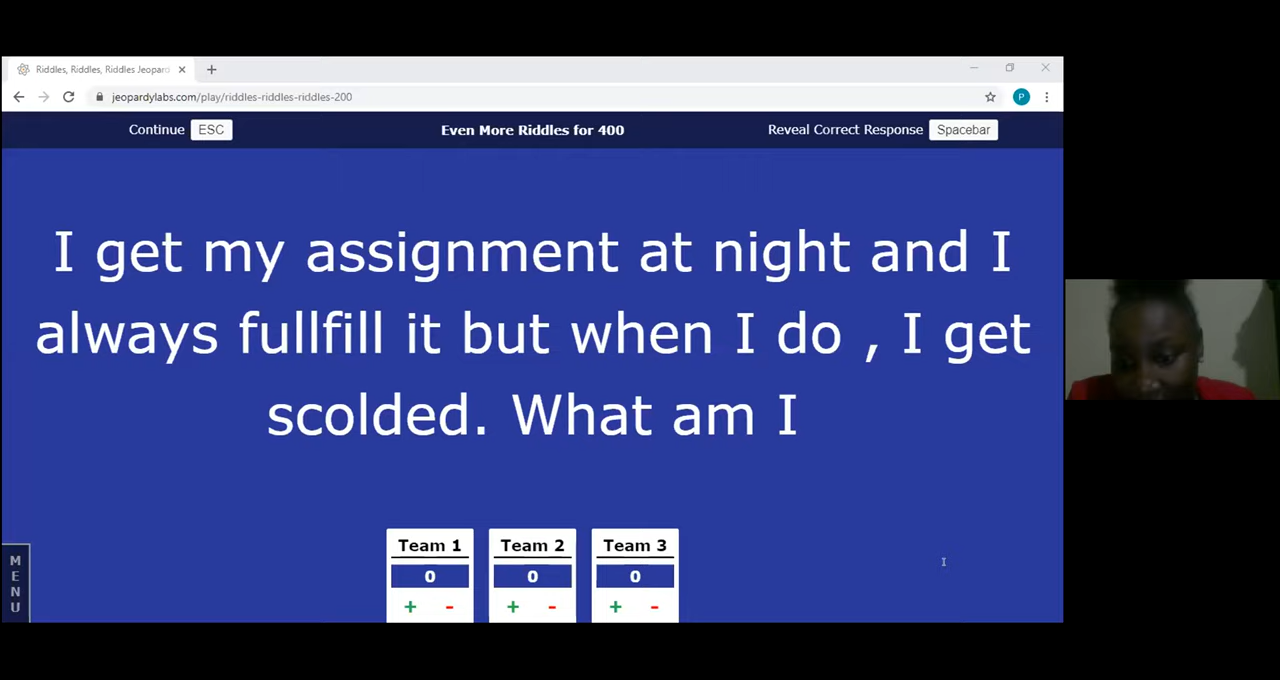 Riddles, Riddles, Riddles Jeopard
jeopardylabs.com/play/riddles-riddles-riddles-200
P
Continue ESC
Even More Riddles for 400
Reveal Correct Response Spacebar
I get my assignment at night and I
always fullfill it but when I do , I get
scolded. What am I
MENU
Team 1 Team 2 Team 3
0 0 0
+ - + - + -